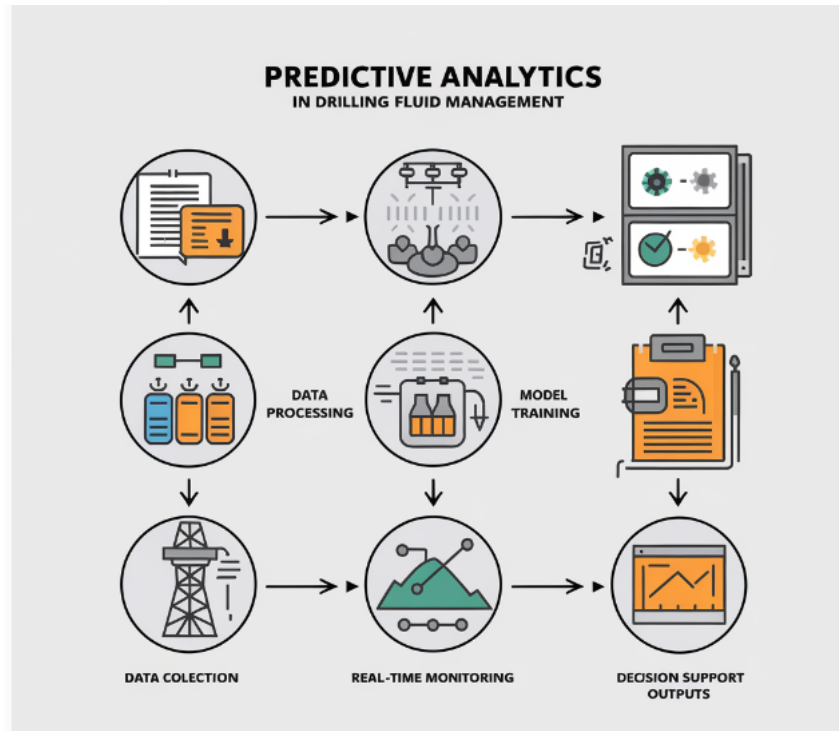 PREDICTIVE ANALYTICS
IN DRILLING FLUID MANAGEMENT
DATA
PROCESSING
MODEL
TRAINING
DATA COLECTION
REAL-TIME MONITORING
DECISION SUPPORT
OUTPUTS